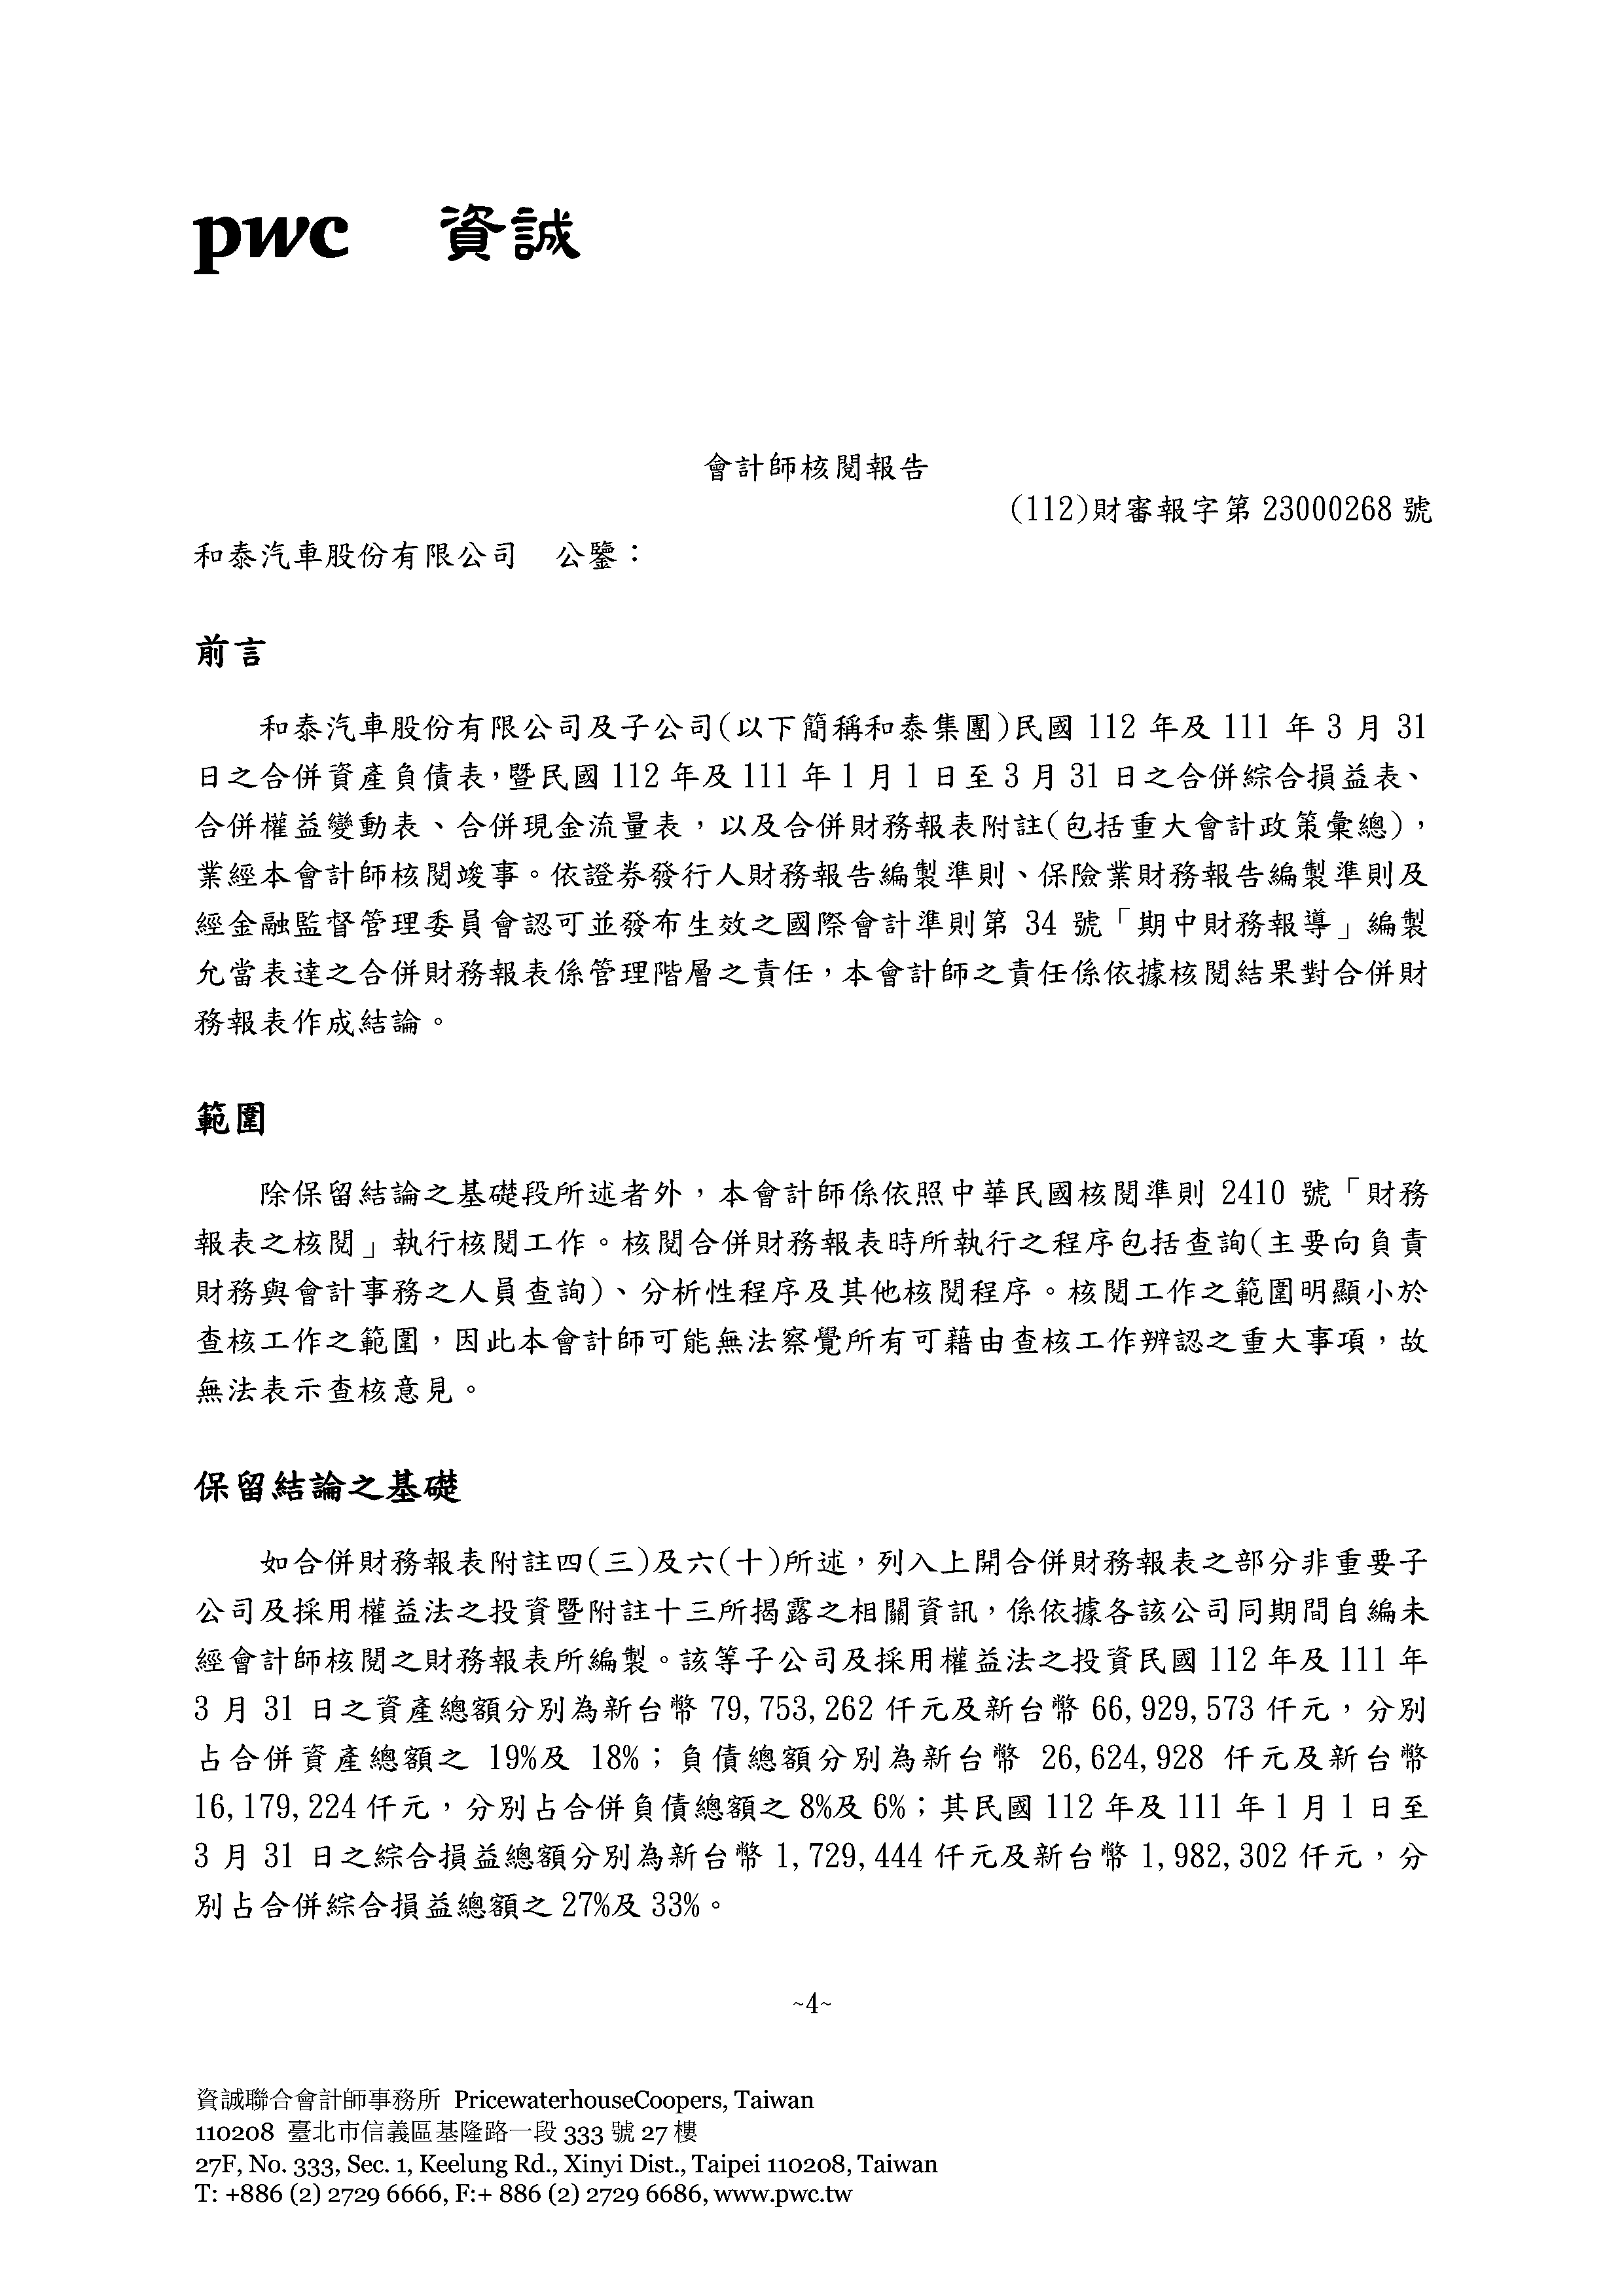 pwc 資誠
會計師核閱報告
(112)財審報字第 23000268 號
和泰汽車股份有限公司　公鑒：
前言
和泰汽車股份有限公司及子公司(以下簡稱和泰集團)民國 112 年及 111 年 3 月 31
日之合併資產負債表，暨民國 112 年及 111 年 1 月 1 日至 3 月 31 日之合併綜合損益表、
合併權益變動表、合併現金流量表，以及合併財務報表附註(包括重大會計政策彙總)，
業經本會計師核閱竣事。依證券發行人財務報告編製準則、保險業財務報告編製準則及
經金融監督管理委員會認可並發布生效之國際會計準則第 34 號「期中財務報導」編製
允當表達之合併財務報表係管理階層之責任，本會計師之責任係依據核閱結果對合併財
務報表作成結論。
範圍
除保留結論之基礎段所述者外，本會計師係依照中華民國核閱準則 2410 號「財務
報表之核閱」執行核閱工作。核閱合併財務報表時所執行之程序包括查詢(主要向負責
財務與會計事務之人員查詢)、分析性程序及其他核閱程序。核閱工作之範圍明顯小於
查核工作之範圍，因此本會計師可能無法察覺所有可藉由查核工作辨認之重大事項，故
無法表示查核意見。
保留結論之基礎
如合併財務報表附註四(三)及六(十)所述，列入上開合併財務報表之部分非重要子
公司及採用權益法之投資暨附註十三所揭露之相關資訊，係依據各該公司同期間自編未
經會計師核閱之財務報表所編製。該等子公司及採用權益法之投資民國 112 年及 111 年
3 月 31 日之資產總額分別為新台幣 79,753,262 仟元及新台幣 66,929,573 仟元，分別
占合併資產總額之 19%及 18%；負債總額分別為新台幣 26,624,928 仟元及新台幣
16,179,224 仟元，分別占合併負債總額之 8%及 6%；其民國 112 年及 111 年 1 月 1 日至
3 月 31 日之綜合損益總額分別為新台幣 1,729,444 仟元及新台幣 1,982,302 仟元，分
別占合併綜合損益總額之 27%及 33%。
~4~
資誠聯合會計師事務所 PricewaterhouseCoopers, Taiwan
110208 臺北市信義區基隆路一段 333 號 27 樓
27F, No. 333, Sec. 1, Keelung Rd., Xinyi Dist., Taipei 110208, Taiwan
T: +886 (2) 2729 6666, F:+ 886 (2) 2729 6686, www.pwc.tw